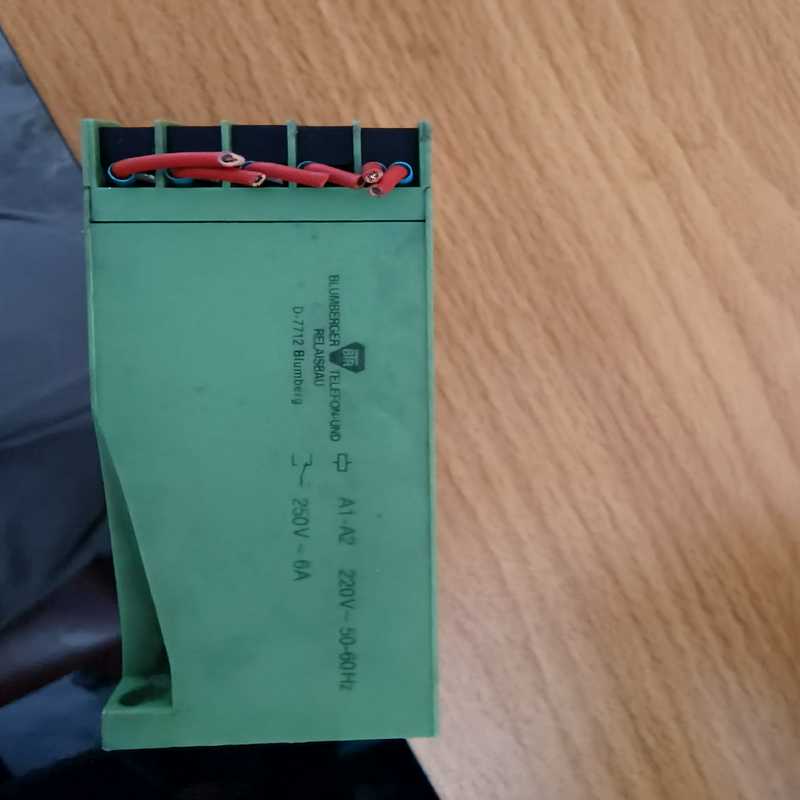 BLUMBERGER BTR TELEFON-UND
RELAISBAU
D-7712 Blumberg
A1-A2 220V~ 50-60Hz
250V~6A